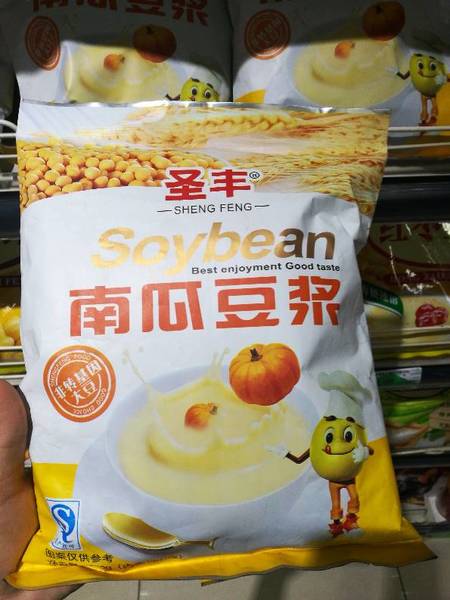 圣丰®
SHENG FENG
Soybean
Best enjoyment Good taste
南瓜豆浆
非转基因
大豆
图案仅供参考